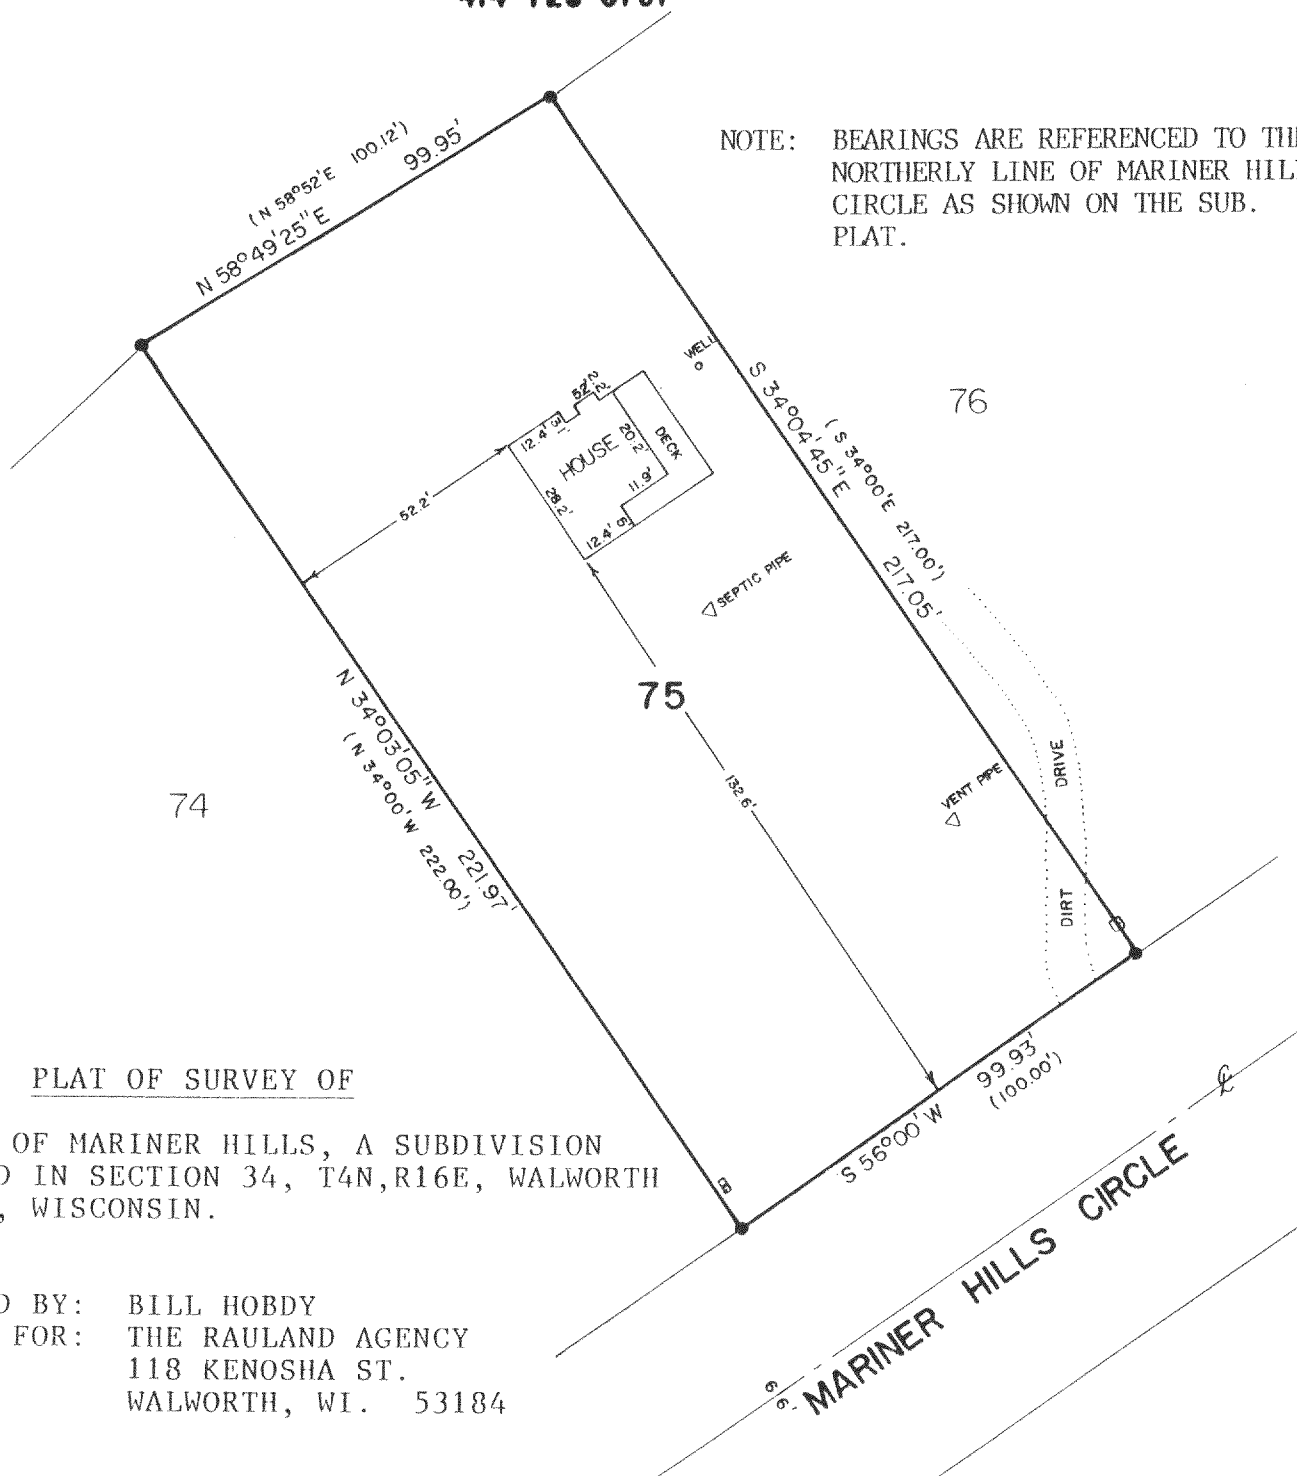 NOTE: BEARINGS ARE REFERENCED TO THE
NORTHERLY LINE OF MARINER HILL
CIRCLE AS SHOWN ON THE SUB.
PLAT.
(N 58°52'E 100.12')
N 58°49'25"E 99.95'
WELL
76
S 34°04'45"E 217.05'
(S 34°00'E 217.00')
52'
2.2'
12.4'
3'
20.2'
DECK
HOUSE
28.2'
11.9'
12.4'
5'
52.2'
SEPTIC PIPE
75
132.6'
N 34°03'05"W 221.97'
(N 34°00'W 222.00')
74
VENT PIPE
DRIVE
DIRT
99.93'
(100.00')
S 56°00'W
℄
MARINER HILLS CIRCLE
66'
PLAT OF SURVEY OF
OF MARINER HILLS, A SUBDIVISION
D IN SECTION 34, T4N,R16E, WALWORTH
, WISCONSIN.
D BY: BILL HOBDY
FOR: THE RAULAND AGENCY
118 KENOSHA ST.
WALWORTH, WI. 53184